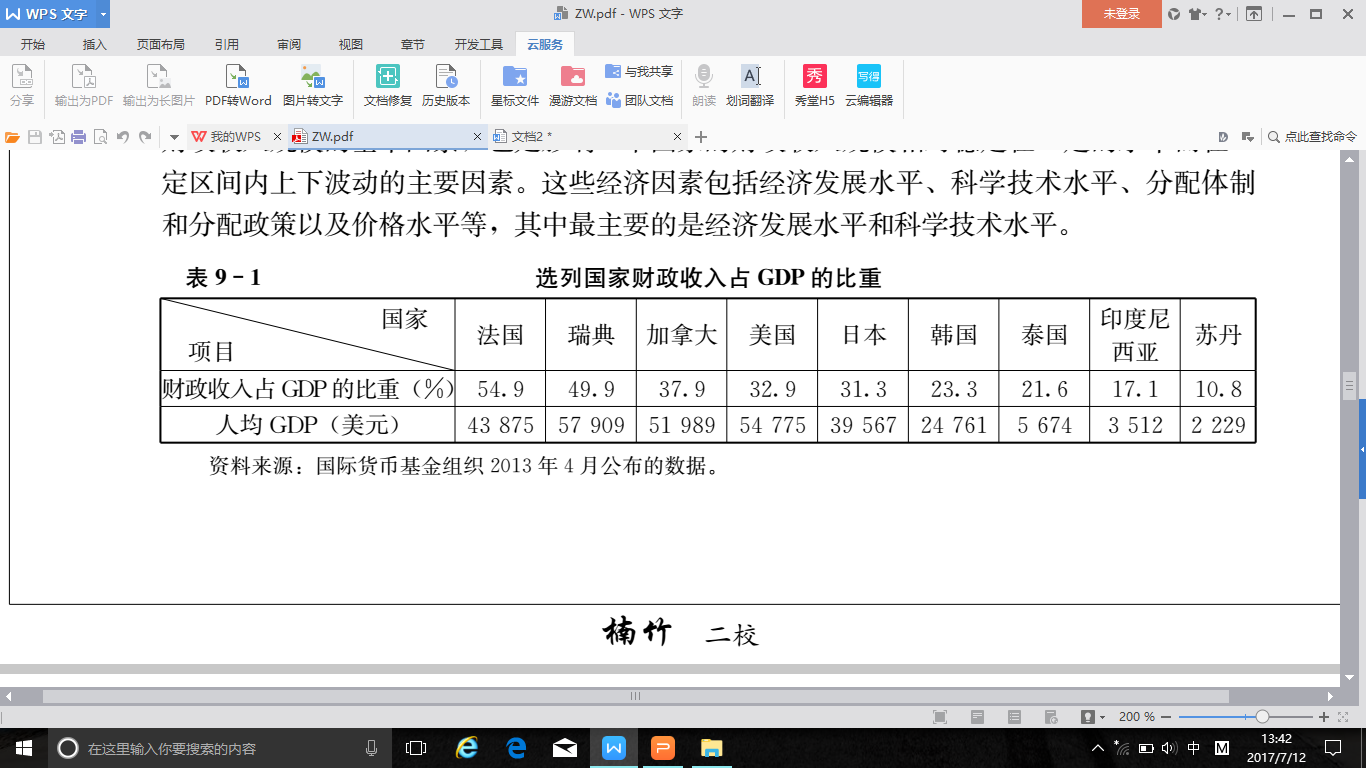 WPS 文字
ZW.pdf - WPS 文字
未登录
开始 插入 页面布局 引用 审阅 视图 章节 开发工具 云服务
分享 输出为PDF 输出为长图片 PDF转Word 图片转文字 文档修复 历史版本 星标文件 漫游文档 与我共享 团队文档 朗读 划词翻译 秀堂H5 云编辑器
我的WPS ZW.pdf 文档2 * 点此查找命令
定区间内上下波动的主要因素。这些经济因素包括经济发展水平、科学技术水平、分配体制
和分配政策以及价格水平等，其中最主要的是经济发展水平和科学技术水平。
表 9-1 选列国家财政收入占 GDP 的比重
国家 项目 法国 瑞典 加拿大 美国 日本 韩国 泰国 印度尼西亚 苏丹
财政收入占 GDP 的比重（%） 54.9 49.9 37.9 32.9 31.3 23.3 21.6 17.1 10.8
人均 GDP（美元） 43 875 57 909 51 989 54 775 39 567 24 761 5 674 3 512 2 229
资料来源：国际货币基金组织 2013 年 4 月公布的数据。
楠竹 二校
200 %
在这里输入你要搜索的内容
中 M 13:42
2017/7/12